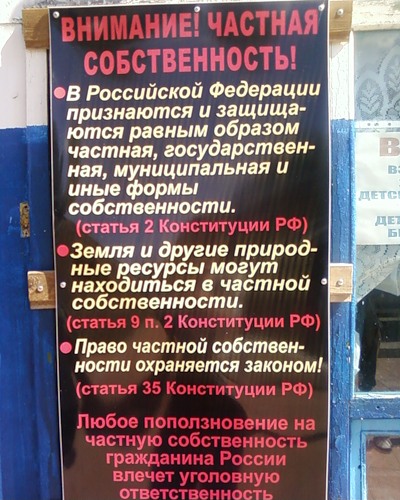 ВНИМАНИЕ! ЧАСТНАЯ
СОБСТВЕННОСТЬ!
В Российской Федерации
признаются и защища-
ются равным образом
частная, государствен-
ная, муниципальная и
иные формы
собственности.
(статья 2 Конституции РФ)
Земля и другие природ-
ные ресурсы могут
находиться в частной
собственности.
(статья 9 п. 2 Конституции РФ)
Право частной собствен-
ности охраняется законом!
(статья 35 Конституции РФ)
Любое поползновение на
частную собственность
гражданина России
влечет уголовную
ответственность